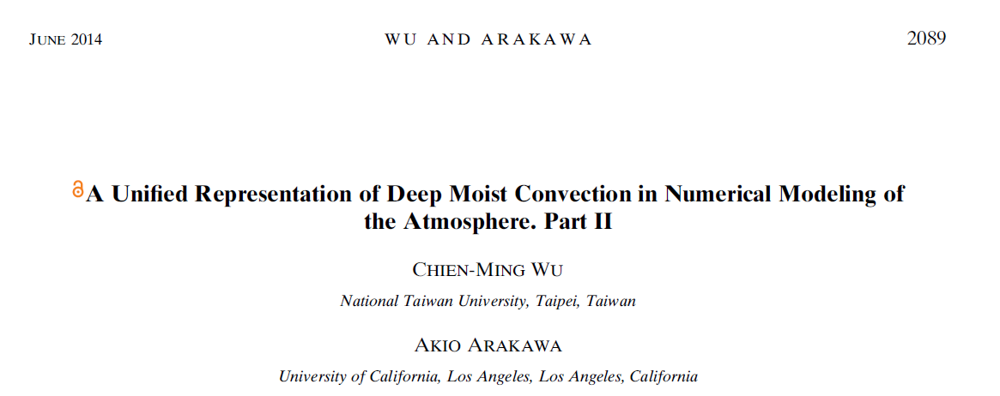 JUNE 2014 WU AND ARAKAWA 2089
A Unified Representation of Deep Moist Convection in Numerical Modeling of
the Atmosphere. Part II
CHIEN-MING WU
National Taiwan University, Taipei, Taiwan
AKIO ARAKAWA
University of California, Los Angeles, Los Angeles, California